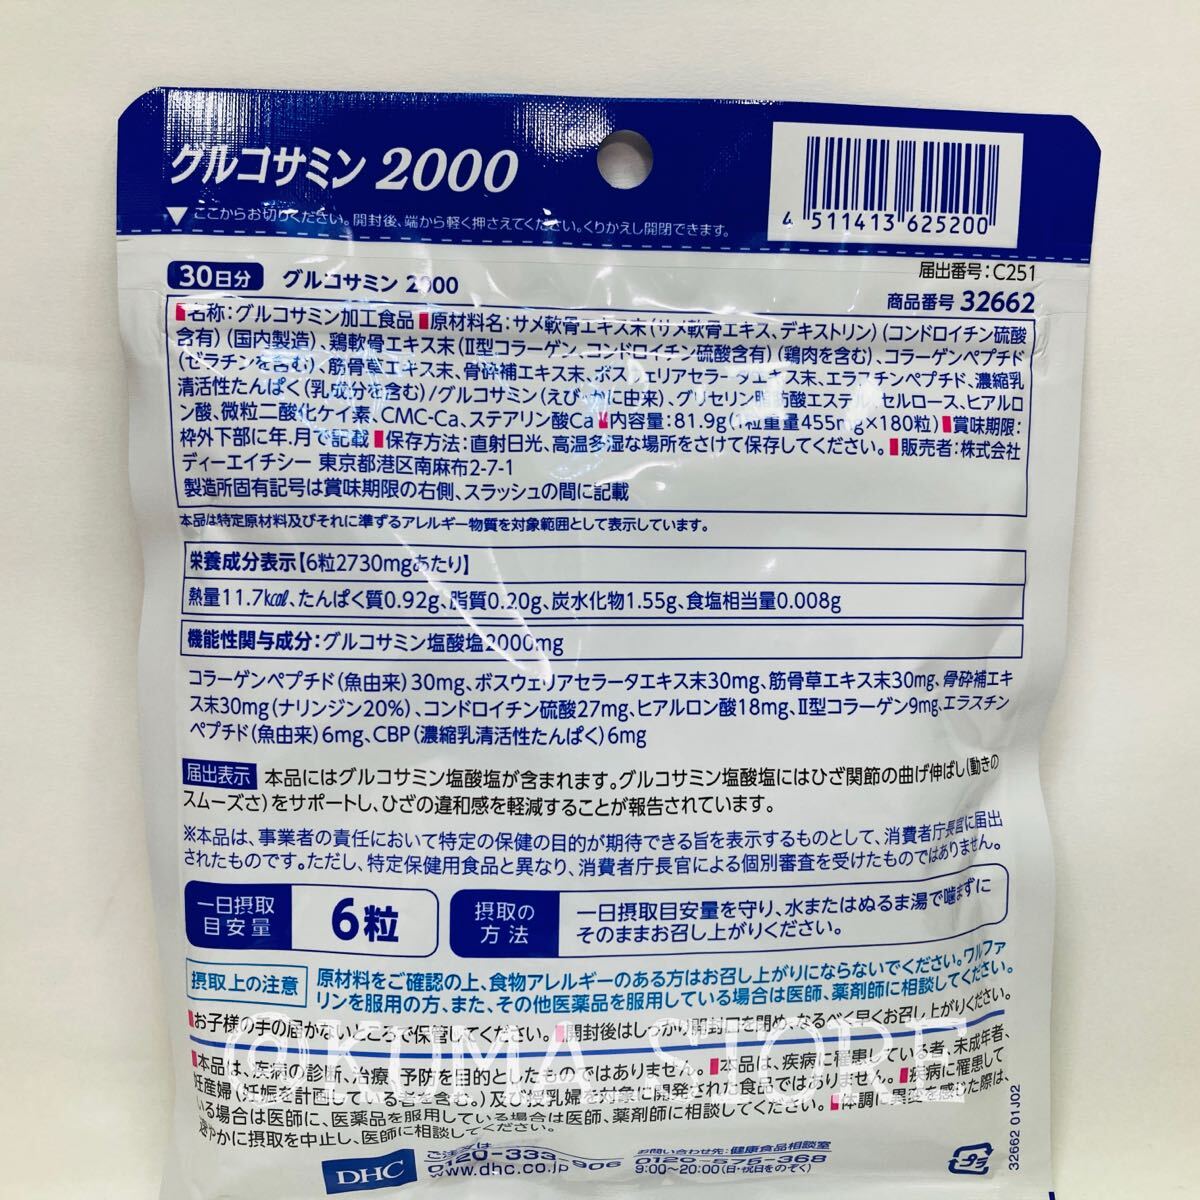 グルコサミン 2000
▼ ここからお切りください。開封後、端から軽く押さえてください。くりかえし開閉できます。
4 511413 625200
届出番号:C251
30日分 グルコサミン 2000
商品番号 32662
■名称:グルコサミン加工食品 ■原材料名:サメ軟骨エキス末(サメ軟骨エキス、デキストリン)(コンドロイチン硫酸
含有)(国内製造)、鶏軟骨エキス末(II型コラーゲン、コンドロイチン硫酸含有)(鶏肉を含む)、コラーゲンペプチド
(ゼラチンを含む)、筋骨草エキス末、骨砕補エキス末、ボスウェリアセラータエキス末、エラスチンペプチド、濃縮乳
清活性たんぱく(乳成分を含む)/グルコサミン(えび・かに由来)、グリセリン脂肪酸エステル、セルロース、ヒアルロ
ン酸、微粒二酸化ケイ素、CMC-Ca、ステアリン酸Ca ■内容量:81.9g(1粒重量455mg×180粒) ■賞味期限:
枠外下部に年.月で記載 ■保存方法:直射日光、高温多湿な場所をさけて保存してください。 ■販売者:株式会社
ディーエイチシー 東京都港区南麻布2-7-1
製造所固有記号は賞味期限の右側、スラッシュの間に記載
本品は特定原材料及びそれに準ずるアレルギー物質を対象範囲として表示しています。
栄養成分表示【6粒2730mgあたり】
熱量11.7kcal、たんぱく質0.92g、脂質0.20g、炭水化物1.55g、食塩相当量0.008g
機能性関与成分:グルコサミン塩酸塩2000mg
コラーゲンペプチド(魚由来)30mg、ボスウェリアセラータエキス末30mg、筋骨草エキス末30mg、骨砕補エキ
ス末30mg(ナリンジン20%)、コンドロイチン硫酸27mg、ヒアルロン酸18mg、II型コラーゲン9mg、エラスチン
ペプチド(魚由来)6mg、CBP(濃縮乳清活性たんぱく)6mg
届出表示 本品にはグルコサミン塩酸塩が含まれます。グルコサミン塩酸塩にはひざ関節の曲げ伸ばし(動きの
スムーズさ)をサポートし、ひざの違和感を軽減することが報告されています。
※本品は、事業者の責任において特定の保健の目的が期待できる旨を表示するものとして、消費者庁長官に届出
されたものです。ただし、特定保健用食品と異なり、消費者庁長官による個別審査を受けたものではありません。
一日摂取
目安量
6粒
摂取の
方法
一日摂取目安量を守り、水またはぬるま湯で噛まずに
そのままお召し上がりください。
摂取上の注意 原材料をご確認の上、食物アレルギーのある方はお召し上がりにならないでください。ワルファ
リンを服用の方、また、その他医薬品を服用している場合は医師、薬剤師に相談してください。
■お子様の手の届かないところで保管してください。 ■開封後はしっかり開封口を閉め、なるべく早くお召し上がりください。
©KUMA STORE
■本品は、疾病の診断、治療、予防を目的としたものではありません。 ■本品は、疾病に罹患している者、未成年者、
妊産婦(妊娠を計画している者を含む。)及び授乳婦を対象に開発された食品ではありません。 ■疾病に罹患して
いる場合は医師に、医薬品を服用している場合は医師、薬剤師に相談してください。 ■体調に異変を感じた際は、
速やかに摂取を中止し、医師に相談してください。
DHC
ご注文は
0120-333-906
www.dhc.co.jp
お問い合わせ先:健康食品相談室
0120-575-368
9:00〜20:00(日・祝日をのぞく)
プラ
32662 01J02